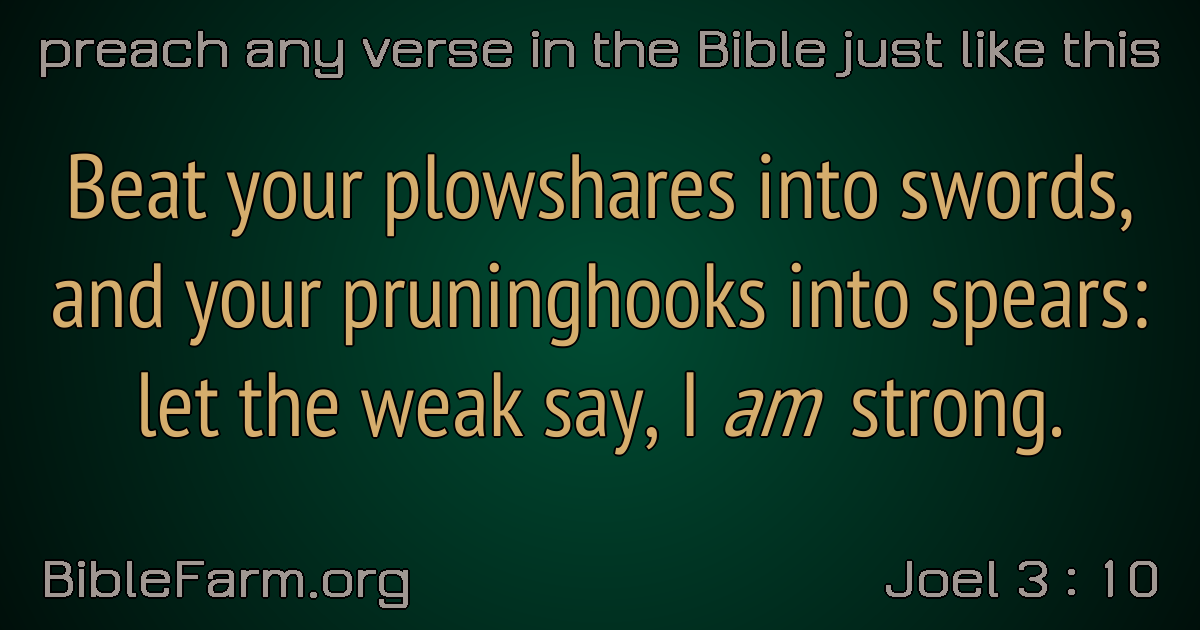 preach any verse in the Bible just like this
Beat your plowshares into swords,
and your pruninghooks into spears:
let the weak say, I am strong.
BibleFarm.org
Joel 3 : 10